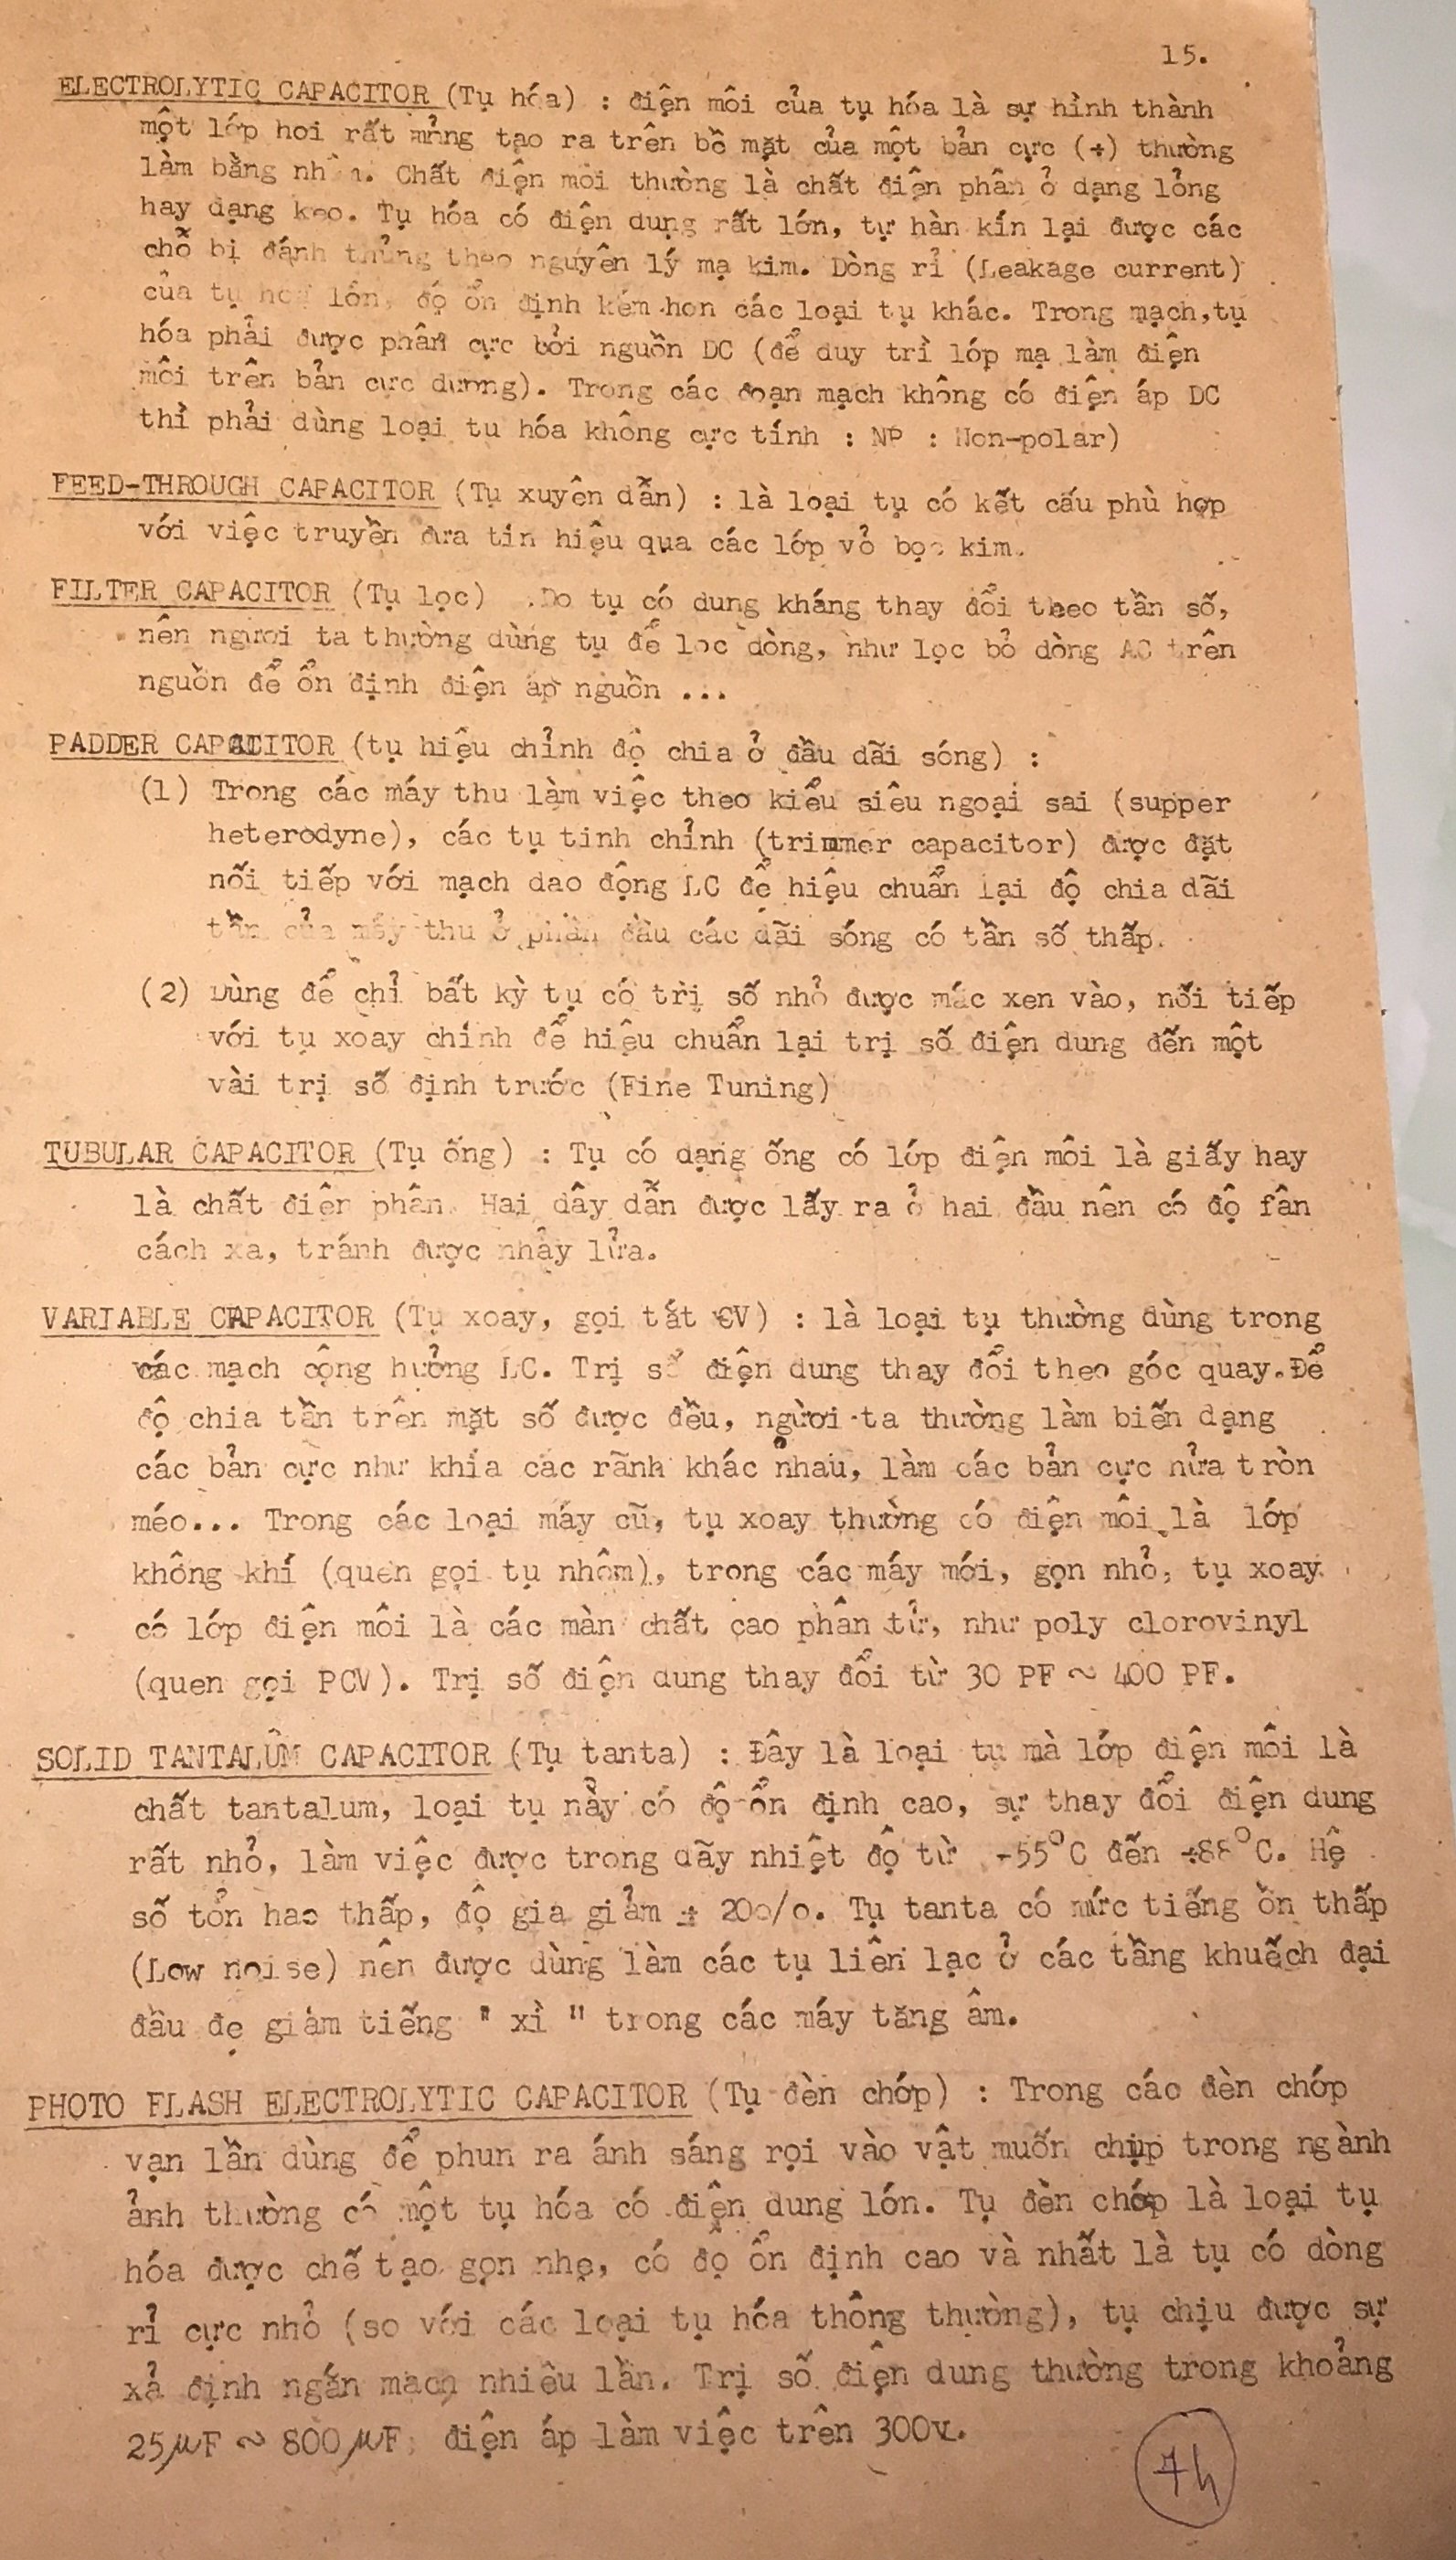 15.
ELECTROLYTIC CAPACITOR (Tụ hóa) : điện môi của tụ hóa là sự hình thành
một lớp hoi rất mỏng tạo ra trên bề mặt của một bản cực (+) thường
làm bằng Chất điện môi thường là chất điện phân ở dạng lỏng
hay dạng keo. Tụ hóa có điện dung rất lớn, tự hàn kín lại được các
chỗ bị đánh thủng theo nguyên lý mạ kim. Dòng rỉ (Leakage current)
của tụ hóa lớn, độ ổn định kém hơn các loại tụ khác. Trong mạch,tụ
hóa phải được phân cực bởi nguồn DC (để duy trì lớp mạ làm điện
môi trên bản cực dương). Trong các đoạn mạch không có điện áp DC
thì phải dùng loại tu hóa không cực tính : NP : Non-polar)
FEED-THROUGH CAPACITOR (Tụ xuyên dẫn) : là loại tụ có kết cấu phù hợp
với việc truyền đưa tín hiệu qua các lớp vỏ bọc kim.
FILTER CAPACITOR (Tụ lọc) .Do tụ có dung kháng thay đổi theo tần số,
nên người ta thường dùng tụ để loc dòng, như lọc bỏ dòng AC trên
nguồn để ổn định điện áp nguồn ...
PADDER CAPACITOR (tụ hiệu chỉnh độ chia ở đầu dãi sóng) :
(1) Trong các máy thu làm việc theo kiểu siêu ngoại sai (supper
heterodyne), các tụ tinh chỉnh (trimmer capacitor) được đặt
nối tiếp với mạch dao động LC để hiệu chuẩn lại độ chia dãi
tần của máy thu ở phần đầu các dãi sóng có tần số thấp.
(2) Dùng để chỉ bất kỳ tụ có trị số nhỏ được mắc xen vào, nối tiếp
với tụ xoay chính để hiệu chuẩn lại trị số điện dung đến một
vài trị số định trước (Fine Tuning)
TUBULAR CAPACITOR (Tụ ống) : Tụ có dạng ống có lớp điện môi là giấy hay
là chất điện phân. Hai dây dẫn được lấy ra ở hai đầu nên có độ fân
cách xa, tránh được nhảy lửa.
VARIABLE CAPACITOR (Tụ xoay, gọi tắt CV) : là loại tụ thường dùng trong
các mạch cộng hưởng LC. Trị số điện dung thay đổi theo góc quay.Để
độ chia tần trên mặt số được đều, người ta thường làm biến dạng
các bản cực như khía các rãnh khác nhau, làm các bản cực nửa tròn
méo... Trong các loại máy cũ, tụ xoay thường có điện môi là lớp
không khí (quen gọi tụ nhôm), trong các máy mới, gọn nhỏ, tụ xoay
có lớp điện môi là các màn chất cao phân tử, như poly clorovinyl
(quen gọi PCV). Trị số điện dung thay đổi từ 30 PF ~ 400 PF.
SOLID TANTALUM CAPACITOR (Tụ tanta) : Đây là loại tụ mà lớp điện môi là
chất tantalum, loại tụ này có độ ổn định cao, sự thay đổi điện dung
rất nhỏ, làm việc được trong dãy nhiệt độ từ -55°C đến +88°C. Hệ
số tổn hao thấp, độ gia giảm ± 20o/o. Tụ tanta có mức tiếng ồn thấp
(Low noise) nên được dùng làm các tụ liên lạc ở các tầng khuếch đại
đầu đẹ giảm tiếng " xì " trong các máy tăng âm.
PHOTO FLASH ELECTROLYTIC CAPACITOR (Tụ đèn chớp) : Trong các đèn chớp
vạn lần dùng để phun ra ánh sáng rọi vào vật muốn chụp trong ngành
ảnh thường có một tụ hóa có điện dung lớn. Tụ đèn chớp là loại tụ
hóa được chế tạo gọn nhẹ, có độ ổn định cao và nhất là tụ có dòng
rỉ cực nhỏ (so với các loại tụ hóa thông thường), tụ chịu được sự
xả định ngắn mạch nhiều lần. Trị số điện dung thường trong khoảng
25µF ~ 800µF; điện áp làm việc trên 300v.